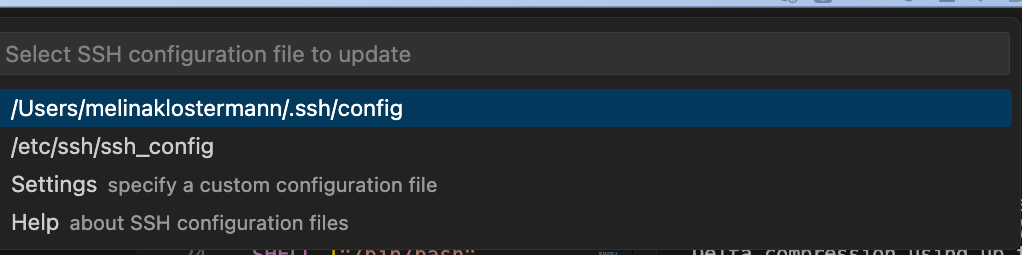 Select SSH configuration file to update
/Users/melinaklostermann/.ssh/config
/etc/ssh/ssh_config
Settings specify a custom configuration file
Help about SSH configuration files